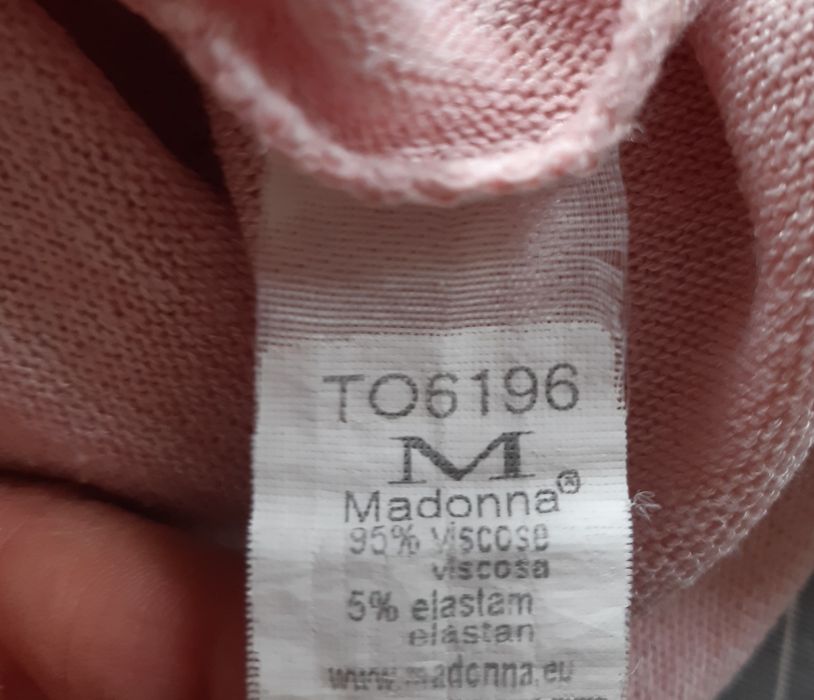 TO6196
M
Madonna®
95% viscose
viscosa
5% elastam
elastan
www.madonna.eu